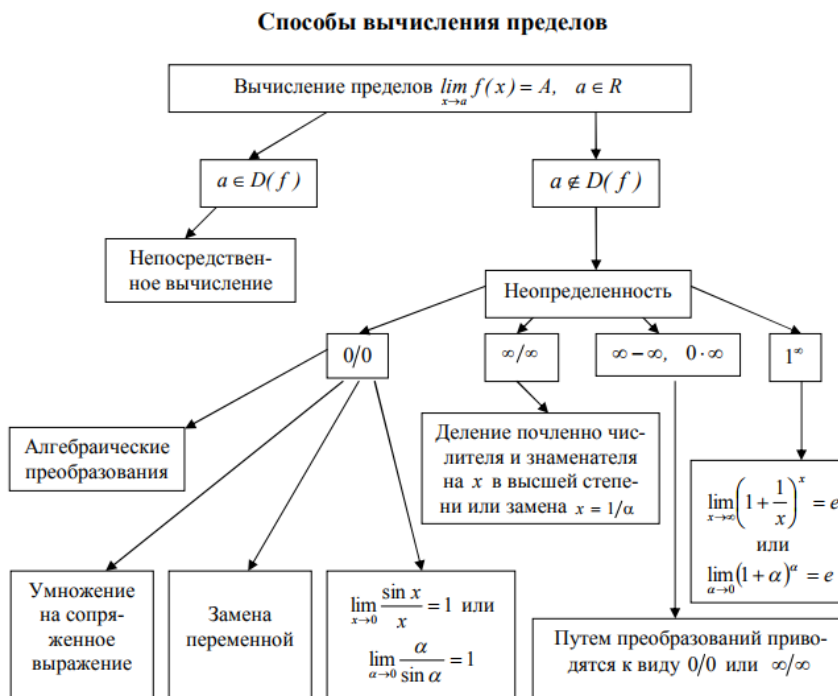 Способы вычисления пределов
Вычисление пределов lim f(x) = A, a ∈ R
x→a
a ∈ D(f)
a ∉ D(f)
Непосредствен-
ное вычисление
Неопределенность
0/0
∞/∞
∞ − ∞, 0 · ∞
1^∞
Алгебраические
преобразования
Деление почленно чис-
лителя и знаменателя
на x в высшей степе-
ни или замена x = 1/α
lim_{x→∞} (1 + 1/x)^x = e
или
lim_{α→0} (1 + α)^α = e
Умножение
на сопря-
женное
выражение
Замена
переменной
lim_{x→0} sin x / x = 1 или
lim_{α→0} α / sin α = 1
Путем преобразований приво-
дятся к виду 0/0 или ∞/∞